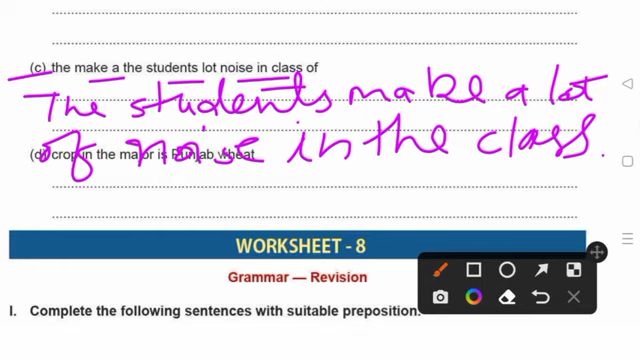 (c) the make a the students lot noise in class of
The students make a lot
of noise in the class.
(d) crop in the major is Punjab wheat
WORKSHEET - 8
Grammar — Revision
I. Complete the following sentences with suitable preposition.